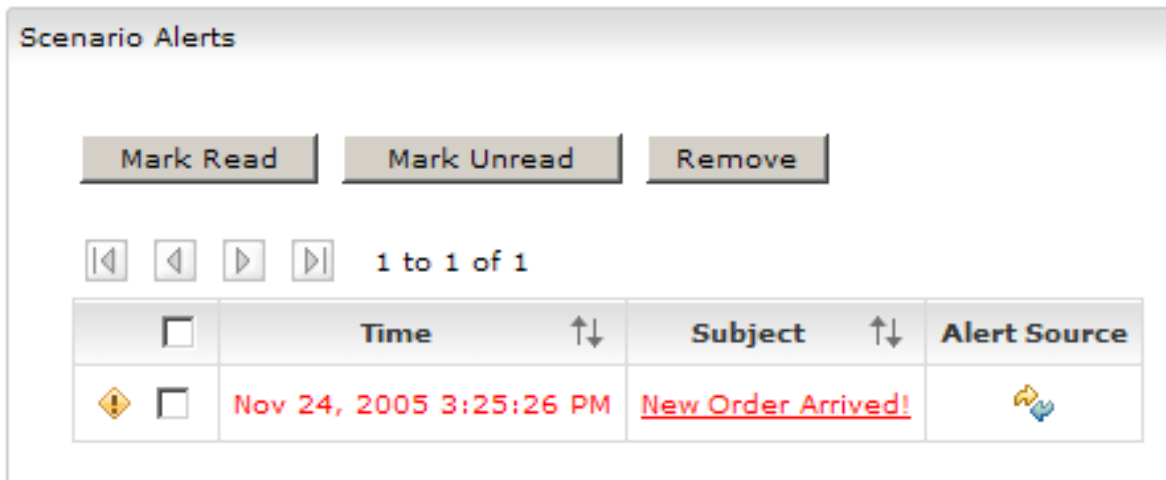 Scenario Alerts
Mark Read Mark Unread Remove
1 to 1 of 1
Time Subject Alert Source
Nov 24, 2005 3:25:26 PM New Order Arrived!